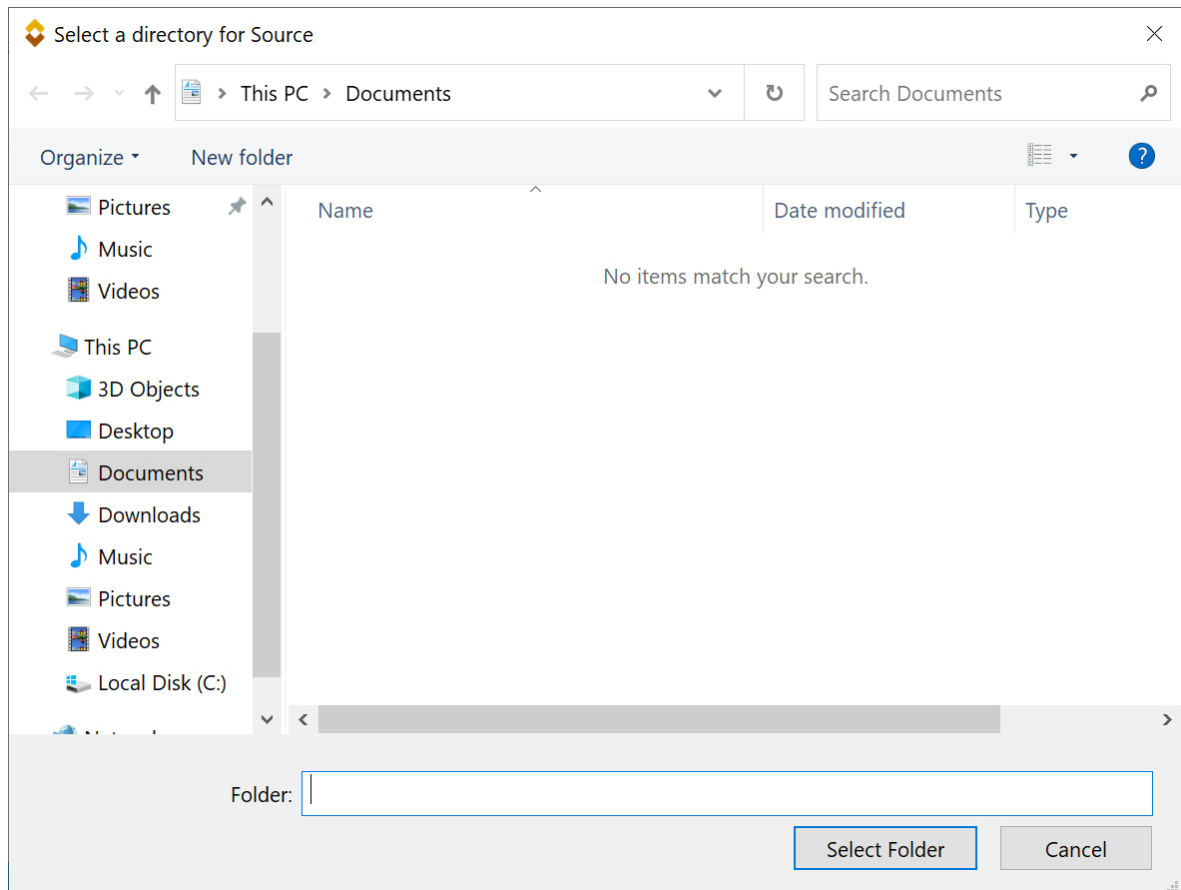 Select a directory for Source
This PC Documents
Search Documents
Organize
New folder
?
Pictures
Music
Videos
This PC
3D Objects
Desktop
Documents
Downloads
Music
Pictures
Videos
Local Disk (C:)
Name
Date modified
Type
No items match your search.
Folder:
Select Folder
Cancel